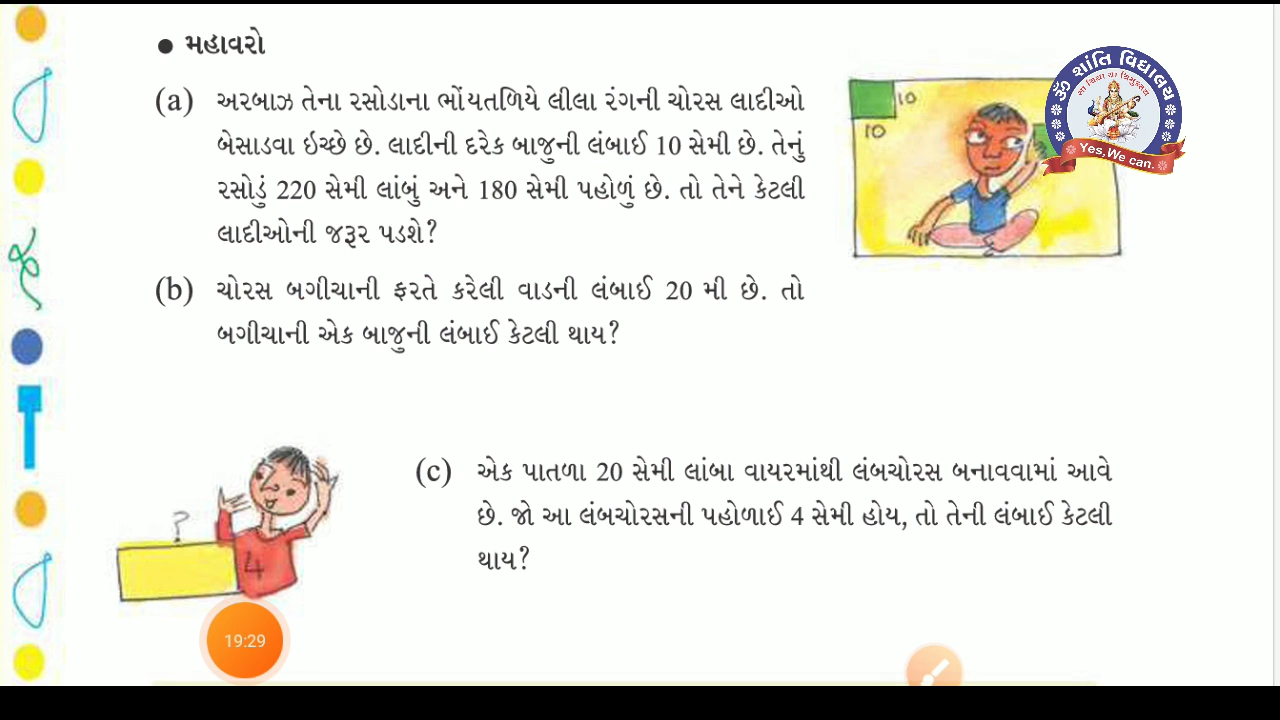 ● મહાવરો
(a) અરબાઝ તેના રસોડાના ભોંયતળિયે લીલા રંગની ચોરસ લાદીઓ
બેસાડવા ઇચ્છે છે. લાદીની દરેક બાજુની લંબાઈ 10 સેમી છે. તેનું
રસોડું 220 સેમી લાંબું અને 180 સેમી પહોળું છે. તો તેને કેટલી
લાદીઓની જરૂર પડશે?
10
10
ૐ શાંતિ વિદ્યાલય
Yes, We can.
(b) ચોરસ બગીચાની ફરતે કરેલી વાડની લંબાઈ 20 મી છે. તો
બગીચાની એક બાજુની લંબાઈ કેટલી થાય?
(c) એક પાતળા 20 સેમી લાંબા વાયરમાંથી લંબચોરસ બનાવવામાં આવે
છે. જો આ લંબચોરસની પહોળાઈ 4 સેમી હોય, તો તેની લંબાઈ કેટલી
થાય?
?
4
19:29